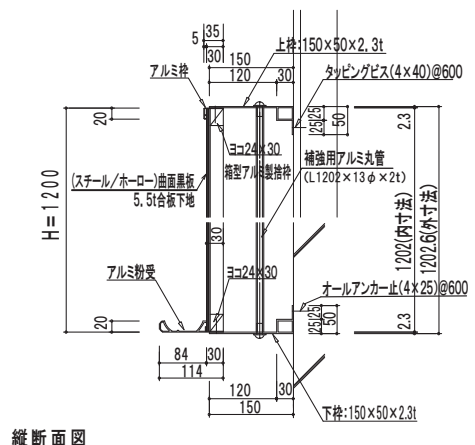 35
5
30
150
120
30
上枠:150×50×2.3t
アルミ枠
タッピングビス(4×40)@600
20
25
25
50
2.3
ヨコ24×30
箱型アルミ製捨枠
補強用アルミ丸管
(L1202×13φ×2t)
(スチール/ホーロー)曲面黒板
5.5t合板下地
H=1200
30
1202(内寸法)
1202.6(外寸法)
アルミ粉受
ヨコ24×30
オールアンカー止(4×25)@600
20
25
25
50
2.3
84
30
114
120
30
150
下枠:150×50×2.3t
縦断面図